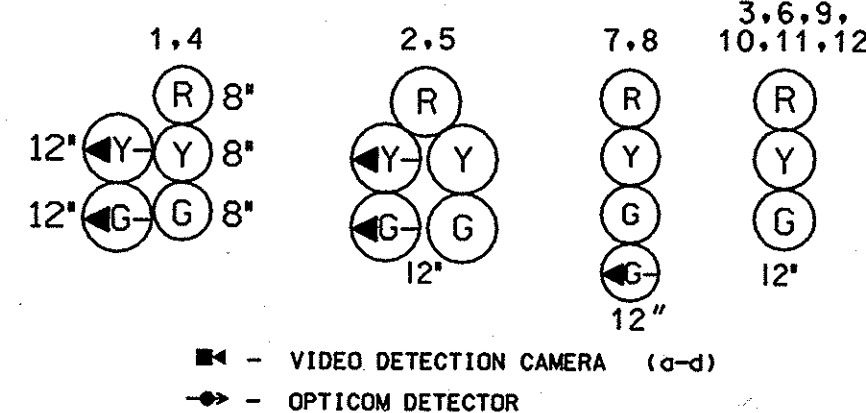 3,6,9,
1,4 2,5 7,8 10,11,12
R 8" R R R
12" Y Y 8" Y Y Y Y
12" G G 8" G G G G
12" G 12"
12"
- VIDEO DETECTION CAMERA (a-d)
- OPTICOM DETECTOR